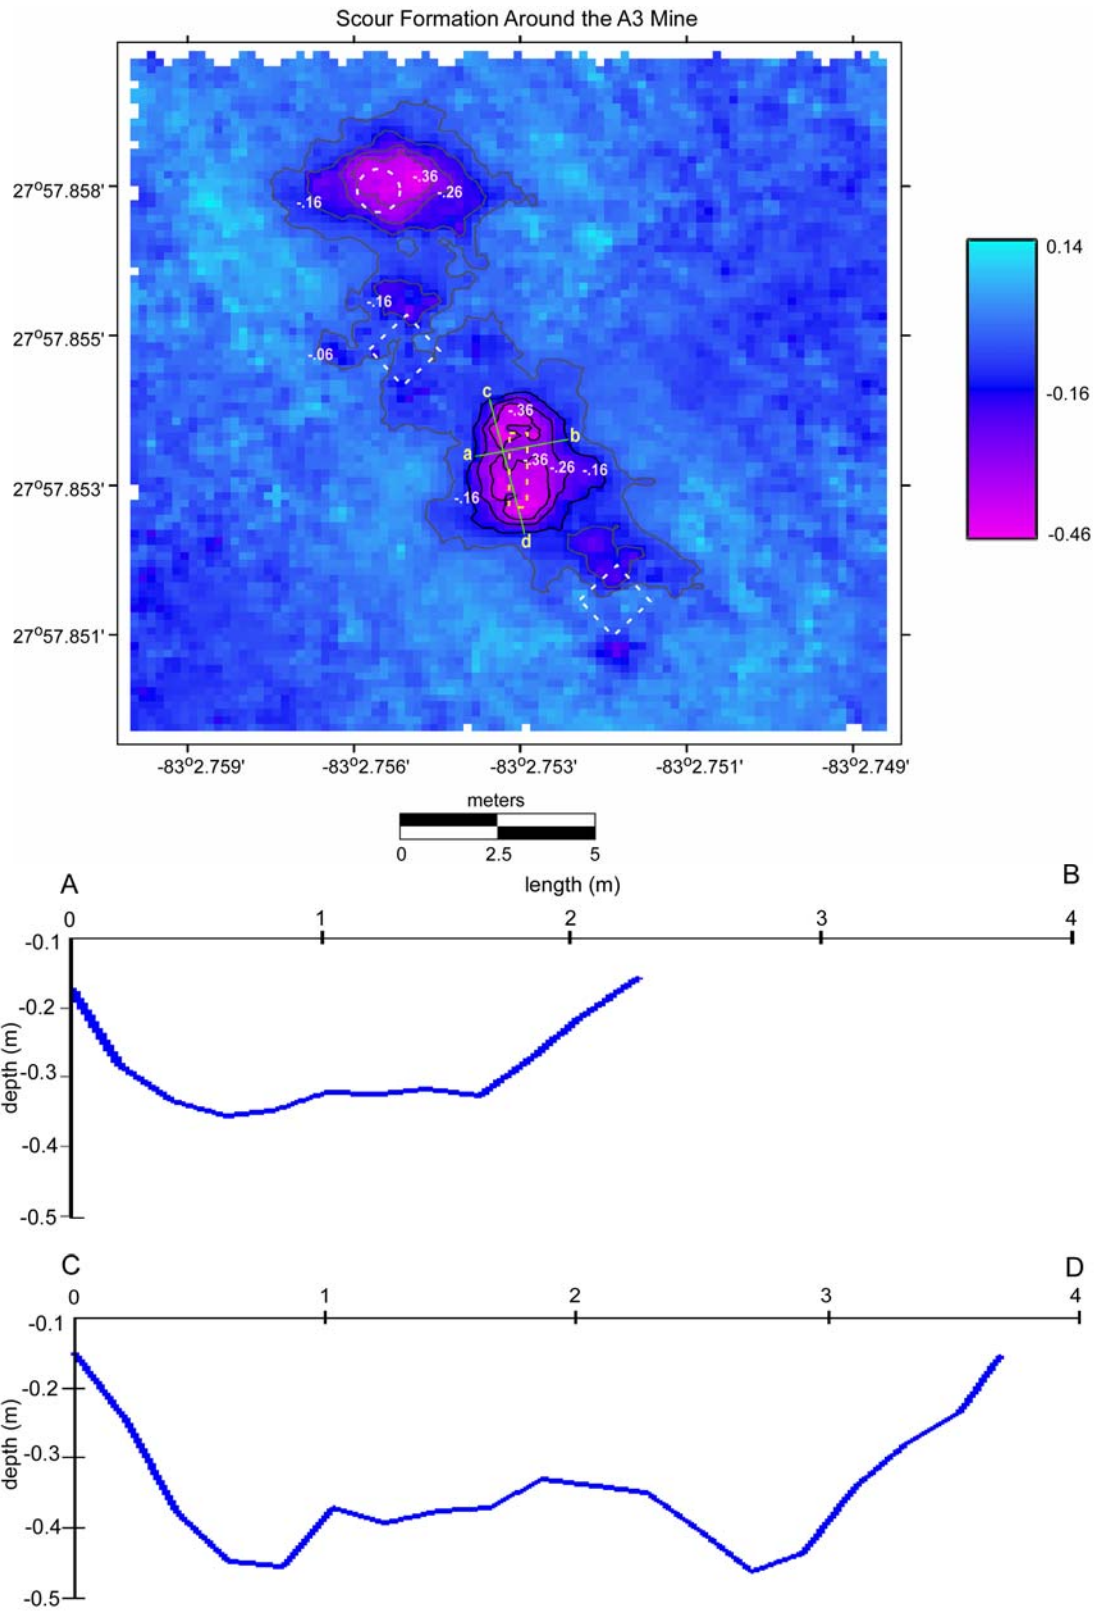 Scour Formation Around the A3 Mine
27°57.858'
27°57.855'
27°57.853'
27°57.851'
-.36
-.26
-.16
-.16
-.06
c
-.36
b
a
-.36
-.26
-.16
-.16
d
0.14
-0.16
-0.46
-83°2.759' -83°2.756' -83°2.753' -83°2.751' -83°2.749'
meters
0 2.5 5
A length (m) B
0 1 2 3 4
-0.1
-0.2
-0.3
-0.4
-0.5
depth (m)
C D
0 1 2 3 4
-0.1
-0.2
-0.3
-0.4
-0.5
depth (m)